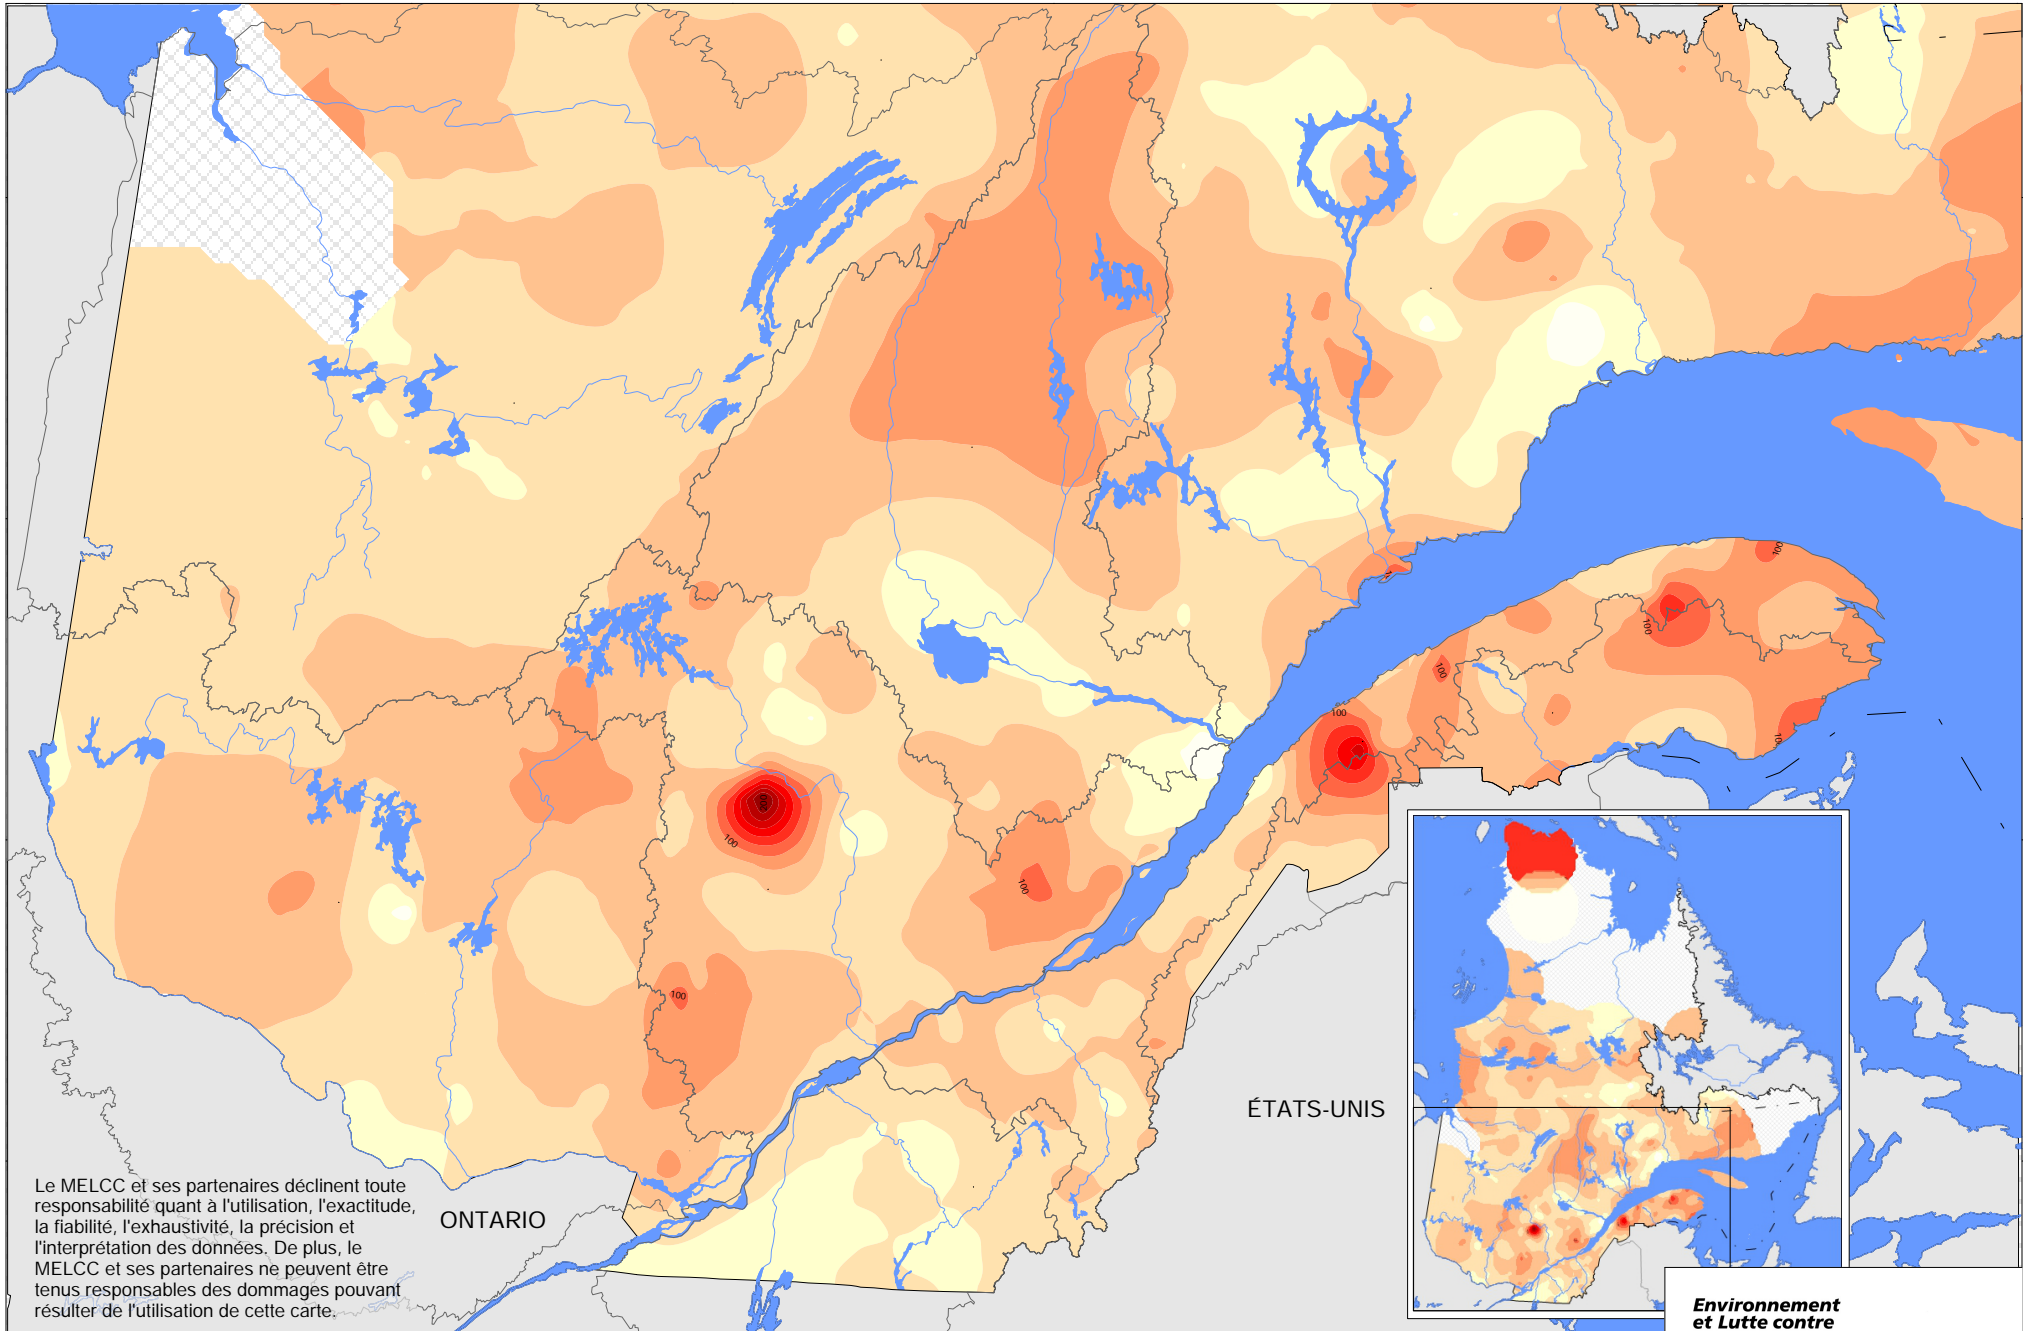 100
100
100
100
100
200
100
100
100
ÉTATS-UNIS
ONTARIO
Le MELCC et ses partenaires déclinent toute
responsabilité quant à l'utilisation, l'exactitude,
la fiabilité, l'exhaustivité, la précision et
l'interprétation des données. De plus, le
MELCC et ses partenaires ne peuvent être
tenus responsables des dommages pouvant
résulter de l'utilisation de cette carte.
Environnement
et Lutte contre